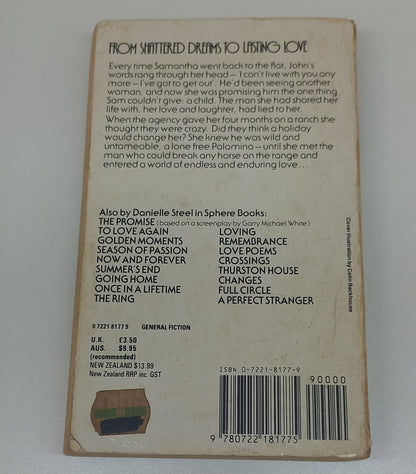 FROM SHATTERED DREAMS TO LASTING LOVE
Every time Samantha went back to the flat, John's
words rang through her head – 'I can't live with you any
more – I've got to get out'. He'd been seeing another
woman, and now she was promising him the one thing
Sam couldn't give: a child. The man she had shared her
life with, her love and laughter, had lied to her.
When the agency gave her four months on a ranch she
thought they were crazy. Did they think a holiday
would change her? She knew he was wild and
untameable, a lone free Palomino – until she met the
man who could break any horse on the range and
entered a world of endless and enduring love . . .
Also by Danielle Steel in Sphere Books:
THE PROMISE (based on a screenplay by Garry Michael White)
TO LOVE AGAIN
GOLDEN MOMENTS
SEASON OF PASSION
NOW AND FOREVER
SUMMER'S END
GOING HOME
ONCE IN A LIFETIME
THE RING
LOVING
REMEMBRANCE
LOVE POEMS
CROSSINGS
THURSTON HOUSE
CHANGES
FULL CIRCLE
A PERFECT STRANGER
Cover illustration by Colin Backhouse
0 7221 8177 9 GENERAL FICTION
U.K. £3.50
AUS. $9.95
(recommended)
NEW ZEALAND $13.99
New Zealand RRP inc. GST
ISBN 0-7221-8177-9
90000
9 780722 181775